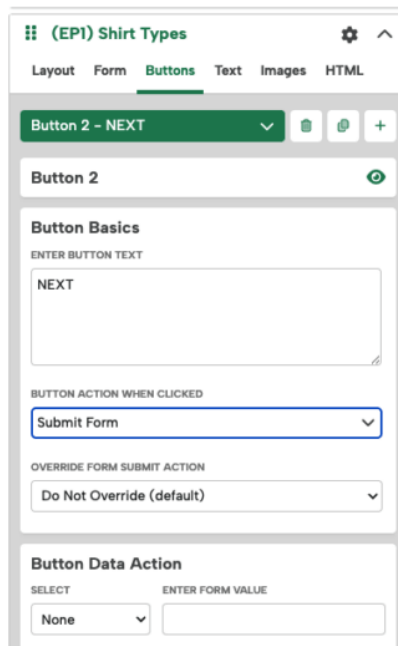 (EP1) Shirt Types
Layout Form Buttons Text Images HTML
Button 2 - NEXT
Button 2
Button Basics
ENTER BUTTON TEXT
NEXT
BUTTON ACTION WHEN CLICKED
Submit Form
OVERRIDE FORM SUBMIT ACTION
Do Not Override (default)
Button Data Action
SELECT ENTER FORM VALUE
None